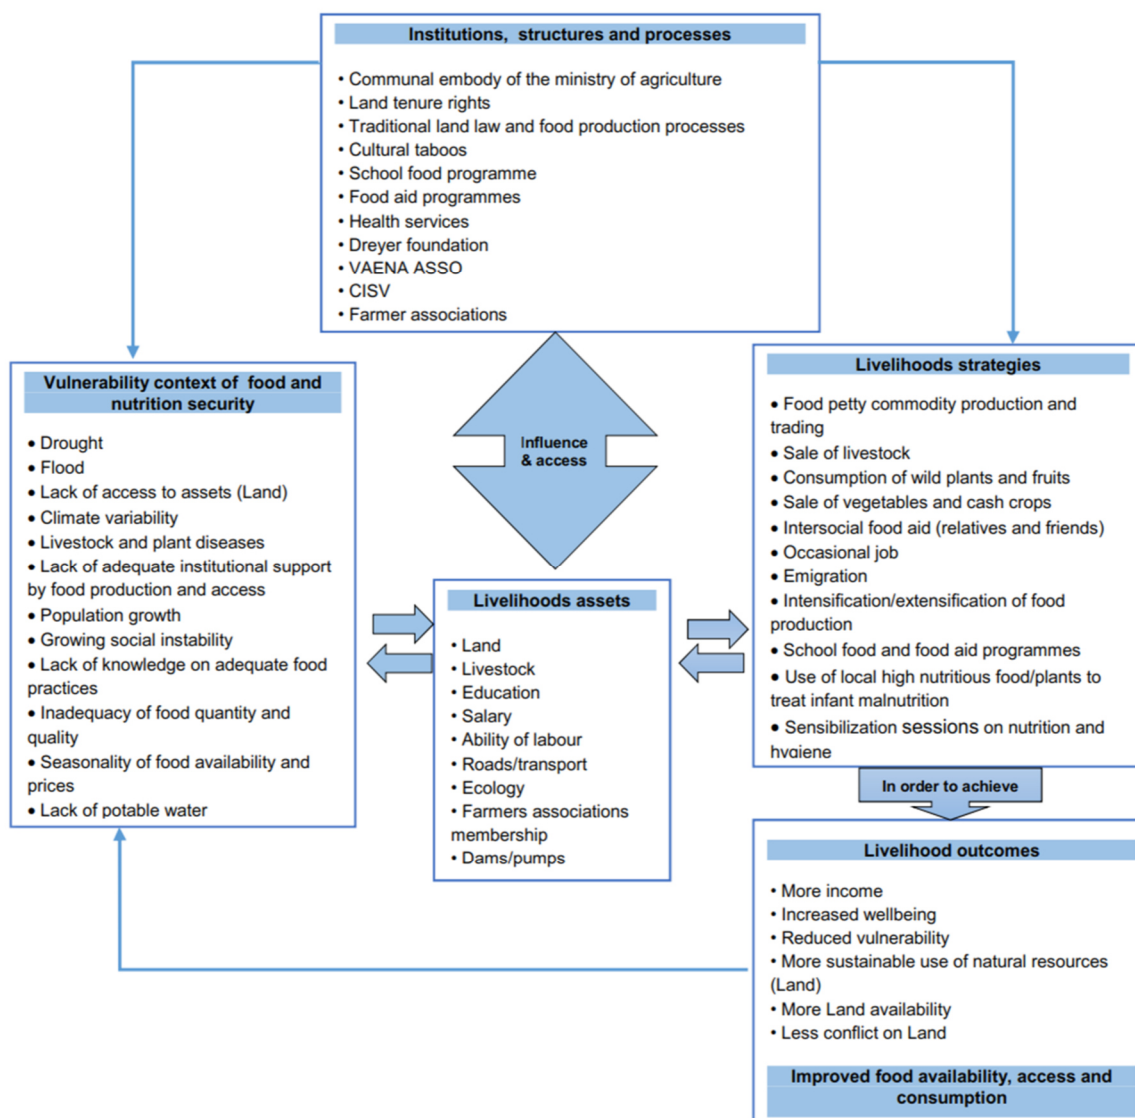 Institutions, structures and processes
• Communal embody of the ministry of agriculture
• Land tenure rights
• Traditional land law and food production processes
• Cultural taboos
• School food programme
• Food aid programmes
• Health services
• Dreyer foundation
• VAENA ASSO
• CISV
• Farmer associations
Vulnerability context of food and
nutrition security
• Drought
• Flood
• Lack of access to assets (Land)
• Climate variability
• Livestock and plant diseases
• Lack of adequate institutional support
by food production and access
• Population growth
• Growing social instability
• Lack of knowledge on adequate food
practices
• Inadequacy of food quantity and
quality
• Seasonality of food availability and
prices
• Lack of potable water
Influence
& access
Livelihoods assets
• Land
• Livestock
• Education
• Salary
• Ability of labour
• Roads/transport
• Ecology
• Farmers associations
membership
• Dams/pumps
Livelihoods strategies
• Food petty commodity production and
trading
• Sale of livestock
• Consumption of wild plants and fruits
• Sale of vegetables and cash crops
• Intersocial food aid (relatives and friends)
• Occasional job
• Emigration
• Intensification/extensification of food
production
• School food and food aid programmes
• Use of local high nutritious food/plants to
treat infant malnutrition
• Sensibilization sessions on nutrition and
hygiene
In order to achieve
Livelihood outcomes
• More income
• Increased wellbeing
• Reduced vulnerability
• More sustainable use of natural resources
(Land)
• More Land availability
• Less conflict on Land
Improved food availability, access and
consumption